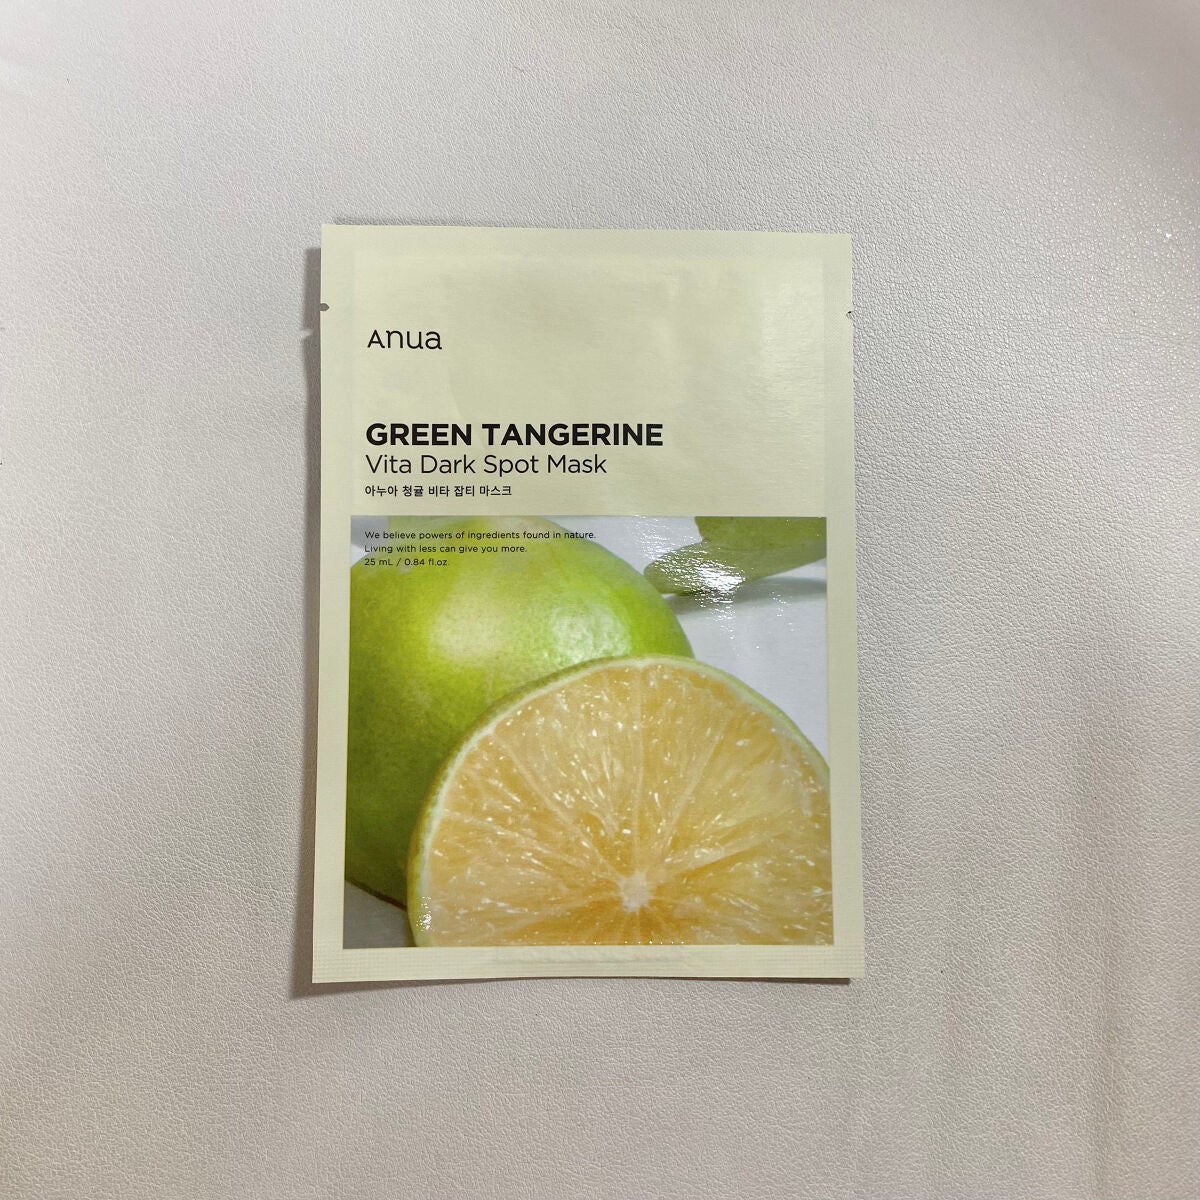 Anua
GREEN TANGERINE
Vita Dark Spot Mask
아누아 청귤 비타 잡티 마스크
We believe powers of ingredients found in nature.
Living with less can give you more.
25 mL / 0.84 fl.oz.